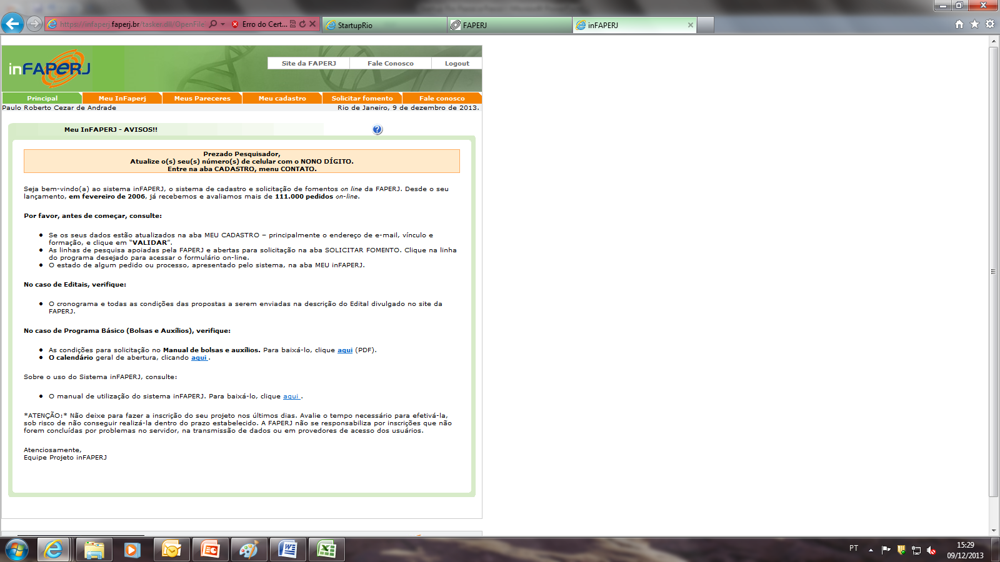 https://infaperj.faperj.br/tasker.dll/OpenFile
Erro do Cert...
StartupRio
FAPERJ
inFAPERJ
inFAPERJ
Site da FAPERJ
Fale Conosco
Logout
Principal
Meu InFaperj
Meus Pareceres
Meu cadastro
Solicitar fomento
Fale conosco
Paulo Roberto Cezar de Andrade
Rio de Janeiro, 9 de dezembro de 2013.
Meu InFAPERJ - AVISOS!!
?
Prezado Pesquisador,
Atualize o(s) seu(s) número(s) de celular com o NONO DÍGITO.
Entre na aba CADASTRO, menu CONTATO.
Seja bem-vindo(a) ao sistema inFAPERJ, o sistema de cadastro e solicitação de fomentos on line da FAPERJ. Desde o seu
lançamento, em fevereiro de 2006, já recebemos e avaliamos mais de 111.000 pedidos on-line.
Por favor, antes de começar, consulte:
• Se os seus dados estão atualizados na aba MEU CADASTRO – principalmente o endereço de e-mail, vínculo e
formação, e clique em “VALIDAR”.
• As linhas de pesquisa apoiadas pela FAPERJ e abertas para solicitação na aba SOLICITAR FOMENTO. Clique na linha
do programa desejado para acessar o formulário on-line.
• O estado de algum pedido ou processo, apresentado pelo sistema, na aba MEU inFAPERJ.
No caso de Editais, verifique:
• O cronograma e todas as condições das propostas a serem enviadas na descrição do Edital divulgado no site da
FAPERJ.
No caso de Programa Básico (Bolsas e Auxílios), verifique:
• As condições para solicitação no Manual de bolsas e auxílios. Para baixá-lo, clique aqui (PDF).
• O calendário geral de abertura, clicando aqui .
Sobre o uso do Sistema inFAPERJ, consulte:
• O manual de utilização do sistema inFAPERJ. Para baixá-lo, clique aqui .
*ATENÇÃO:* Não deixe para fazer a inscrição do seu projeto nos últimos dias. Avalie o tempo necessário para efetivá-la,
sob risco de não conseguir realizá-la dentro do prazo estabelecido. A FAPERJ não se responsabiliza por inscrições que não
forem concluídas por problemas no servidor, na transmissão de dados ou em provedores de acesso dos usuários.
Atenciosamente,
Equipe Projeto inFAPERJ
PT
15:29
09/12/2013